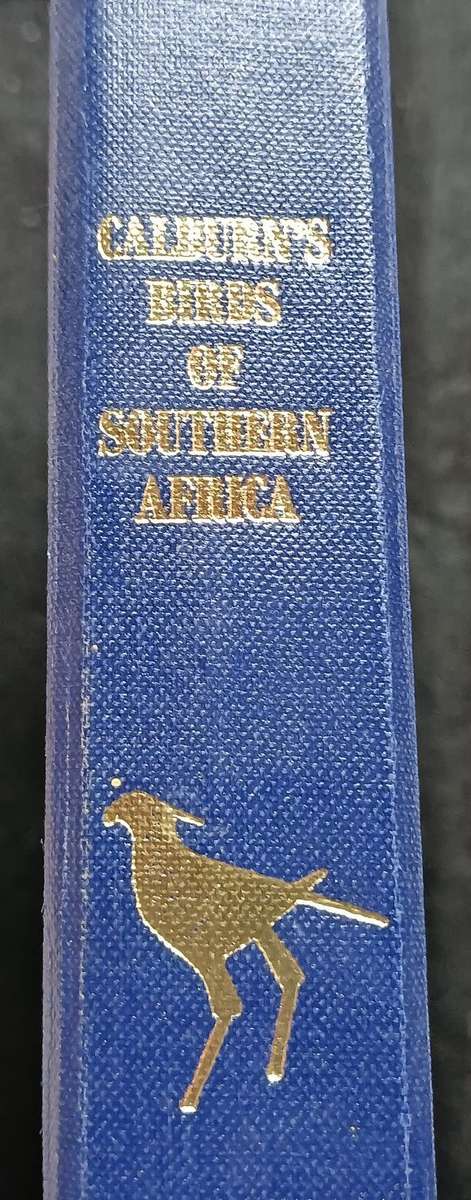 CALBURN'S
BIRDS
OF
SOUTHERN
AFRICA